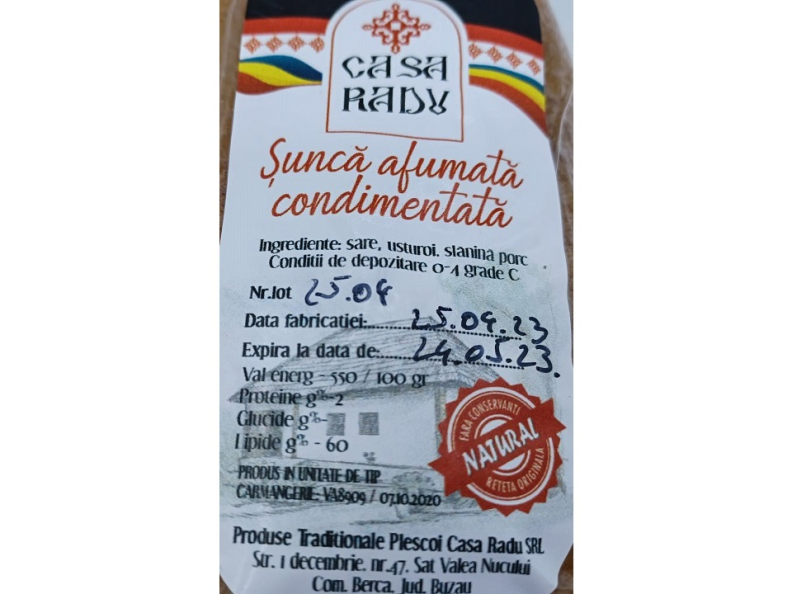 CASA
RADU
Șuncă afumată
condimentată
Ingrediente: sare, usturoi, slanina porc
Conditii de depozitare 0-4 grade C
Nr.lot 25.04
Data fabricatiei:............25.04.23
Expira la data de:......24.05.23.
Val energ - 550 / 100 gr
Proteine g%-2
Glucide g%-
Lipide g% - 60
FARA CONSERVANTI
NATURAL
RETETA ORIGINALA
PRODUS IN UNITATE DE TIP
CARMANGERIE: VA8909 / 07.10.2020
Produse Traditionale Plescoi Casa Radu SRL
Str. 1 decembrie, nr.47, Sat Valea Nucului
Com. Berca, Jud. Buzau